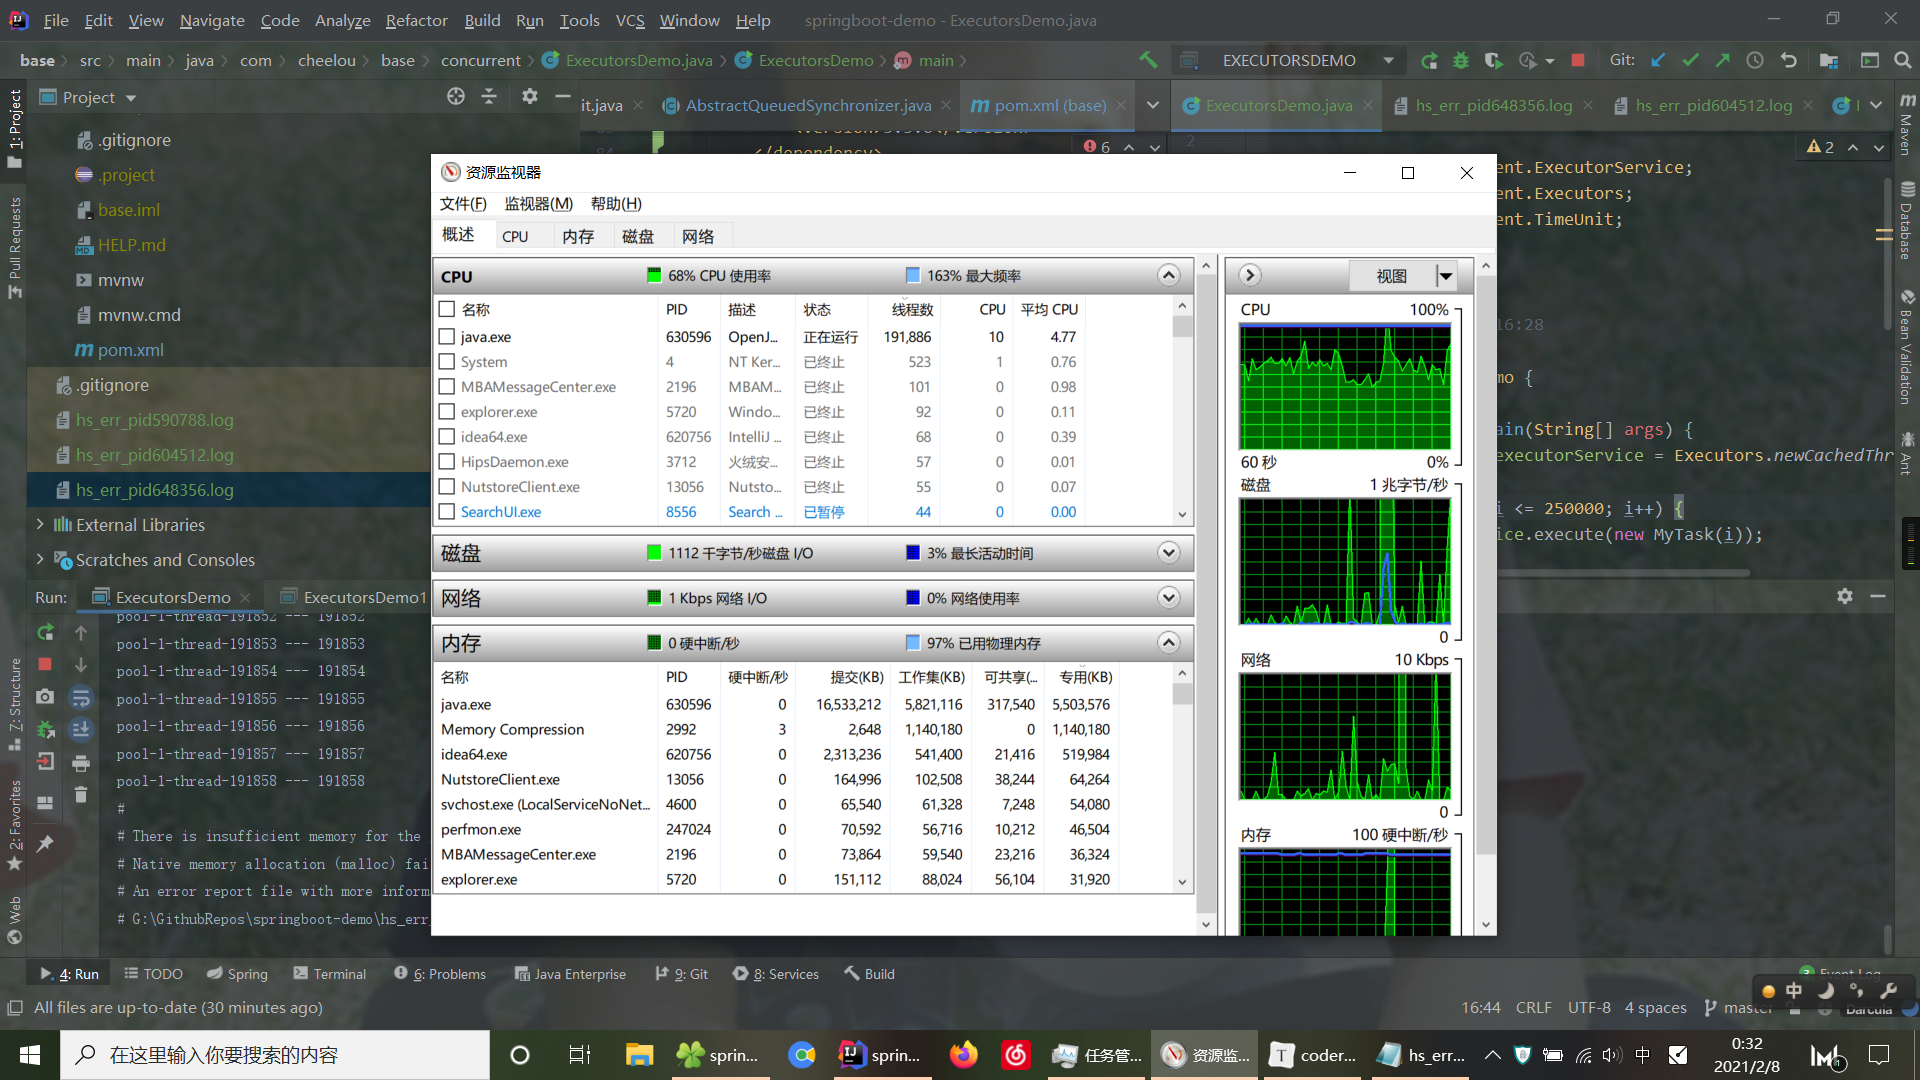 File Edit View Navigate Code Analyze Refactor Build Run Tools VCS Window Help springboot-demo - ExecutorsDemo.java
base src main java com cheelou base concurrent ExecutorsDemo.java ExecutorsDemo main EXECUTORSDEMO Git:
Project
it.java AbstractQueuedSynchronizer.java pom.xml (base) ExecutorsDemo.java hs_err_pid648356.log hs_err_pid604512.log
1: Project
Pull Requests
7: Structure
2: Favorites
Web
Maven
Database
Bean Validation
Ant
.gitignore
.project
base.iml
HELP.md
mvnw
mvnw.cmd
pom.xml
.gitignore
hs_err_pid590788.log
hs_err_pid604512.log
hs_err_pid648356.log
External Libraries
Scratches and Consoles
84 </dependency>
6
2
2
ent.ExecutorService;
ent.Executors;
ent.TimeUnit;
16:28
mo {
ain(String[] args) {
executorService = Executors.newCachedThr
i <= 250000; i++) {
ice.execute(new MyTask(i));
资源监视器
文件(F) 监视器(M) 帮助(H)
概述 CPU 内存 磁盘 网络
CPU 68% CPU 使用率 163% 最大频率
名称 PID 描述 状态 线程数 CPU 平均 CPU
java.exe 630596 OpenJ... 正在运行 191,886 10 4.77
System 4 NT Ker... 已终止 523 1 0.76
MBAMessageCenter.exe 2196 MBAM... 已终止 101 0 0.98
explorer.exe 5720 Windo... 已终止 92 0 0.11
idea64.exe 620756 IntelliJ ... 已终止 68 0 0.39
HipsDaemon.exe 3712 火绒安... 已终止 57 0 0.01
NutstoreClient.exe 13056 Nutsto... 已终止 55 0 0.07
SearchUI.exe 8556 Search ... 已暂停 44 0 0.00
磁盘 1112 千字节/秒磁盘 I/O 3% 最长活动时间
网络 1 Kbps 网络 I/O 0% 网络使用率
内存 0 硬中断/秒 97% 已用物理内存
名称 PID 硬中断/秒 提交(KB) 工作集(KB) 可共享(... 专用(KB)
java.exe 630596 0 16,533,212 5,821,116 317,540 5,503,576
Memory Compression 2992 3 2,648 1,140,180 0 1,140,180
idea64.exe 620756 0 2,313,236 541,400 21,416 519,984
NutstoreClient.exe 13056 0 164,996 102,508 38,244 64,264
svchost.exe (LocalServiceNoNet... 4600 0 65,540 61,328 7,248 54,080
perfmon.exe 247024 0 70,592 56,716 10,212 46,504
MBAMessageCenter.exe 2196 0 73,864 59,540 23,216 36,324
explorer.exe 5720 0 151,112 88,024 56,104 31,920
视图
CPU 100%
60 秒 0%
磁盘 1 兆字节/秒
0
网络 10 Kbps
0
内存 100 硬中断/秒
Run: ExecutorsDemo ExecutorsDemo1
pool-1-thread-191852 --- 191852
pool-1-thread-191853 --- 191853
pool-1-thread-191854 --- 191854
pool-1-thread-191855 --- 191855
pool-1-thread-191856 --- 191856
pool-1-thread-191857 --- 191857
pool-1-thread-191858 --- 191858
#
# There is insufficient memory for the
# Native memory allocation (malloc) fai
# An error report file with more inform
# G:\GithubRepos\springboot-demo\hs_err_
4: Run TODO Spring Terminal 6: Problems Java Enterprise 9: Git 8: Services Build Event Log
All files are up-to-date (30 minutes ago) 16:44 CRLF UTF-8 4 spaces master Darcula
中
在这里输入你要搜索的内容 sprin... sprin... 任务管... 资源监... coder... hs_err... 中 0:32
2021/2/8